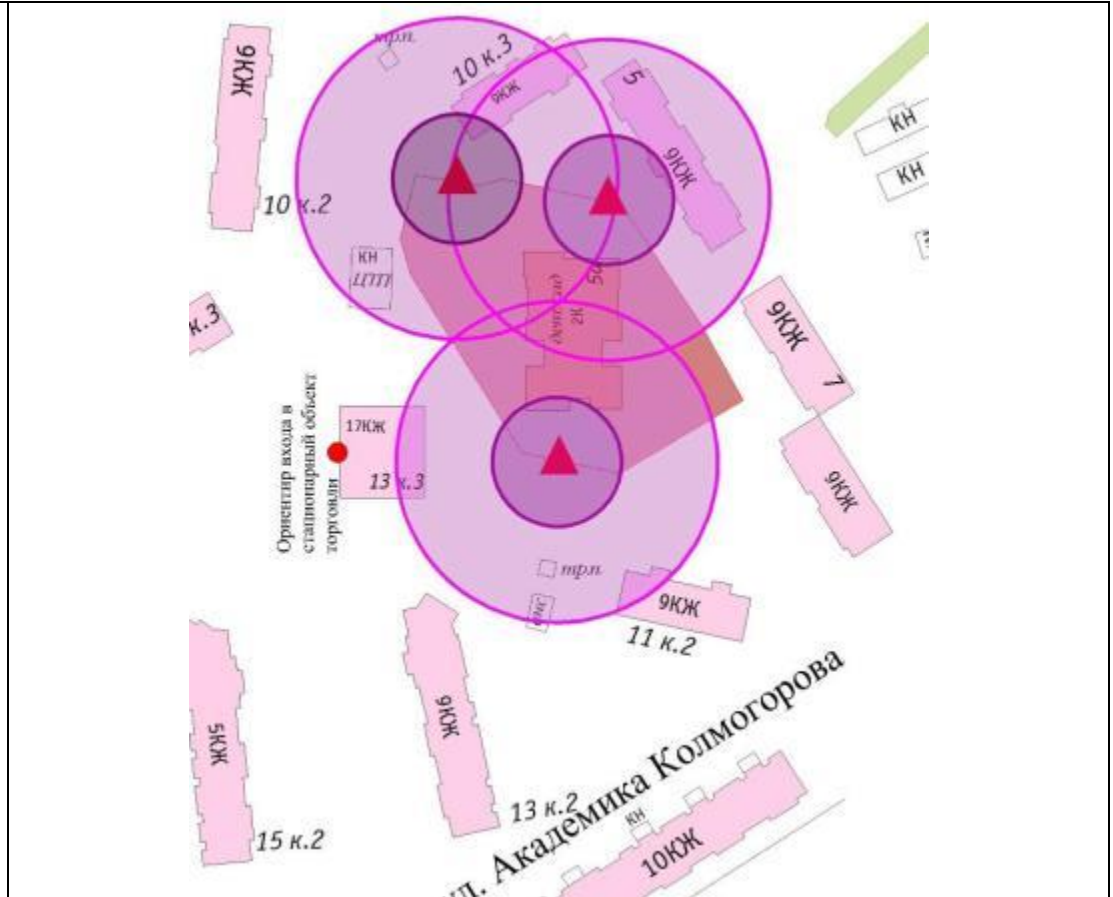 трп.
10 к.3
5
9КЖ
9КЖ
9КЖ
КН
КН
10 к.2
КН
ЦТП
2К
9КЖ
7
к.3
Ориентир входа в
стационарный объект
торговли
17КЖ
13 к.3
9КЖ
трп.
9КЖ
11 к.2
9КЖ
5КЖ
13 к.2
15 к.2
ул. Академика Колмогорова
КН
10КЖ